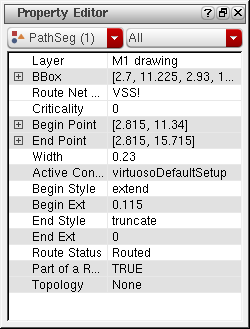 Property Editor
PathSeg (1) All
Layer M1 drawing
BBox [2.7, 11.225, 2.93, 1...
Route Net ... VSS!
Criticality 0
Begin Point [2.815, 11.34]
End Point [2.815, 15.715]
Width 0.23
Active Con... virtuosoDefaultSetup
Begin Style extend
Begin Ext 0.115
End Style truncate
End Ext 0
Route Status Routed
Part of a R... TRUE
Topology None